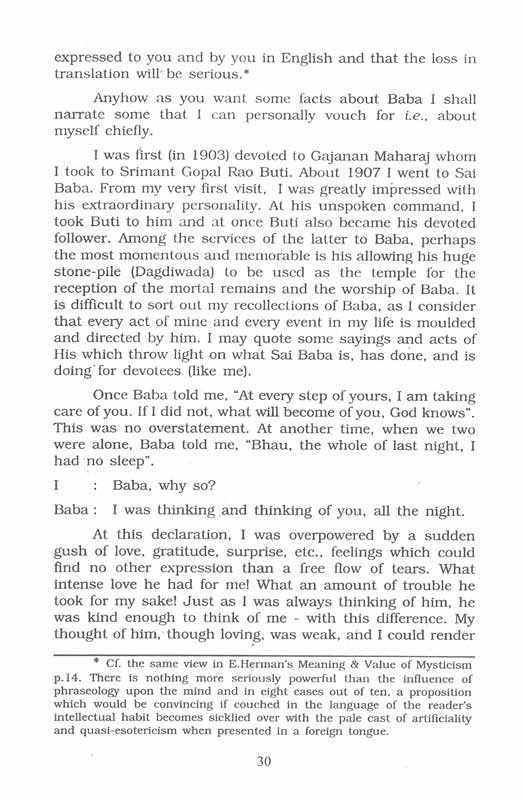 expressed to you and by you in English and that the loss in
translation will be serious.*
Anyhow as you want some facts about Baba I shall
narrate some that I can personally vouch for i.e., about
myself chiefly.
I was first (in 1903) devoted to Gajanan Maharaj whom
I took to Srimant Gopal Rao Buti. About 1907 I went to Sai
Baba. From my very first visit, I was greatly impressed with
his extraordinary personality. At his unspoken command, I
took Buti to him and at once Buti also became his devoted
follower. Among the services of the latter to Baba, perhaps
the most momentous and memorable is his allowing his huge
stone-pile (Dagdiwada) to be used as the temple for the
reception of the mortal remains and the worship of Baba. It
is difficult to sort out my recollections of Baba, as I consider
that every act of mine and every event in my life is moulded
and directed by him. I may quote some sayings and acts of
His which throw light on what Sai Baba is, has done, and is
doing for devotees (like me).
Once Baba told me, "At every step of yours, I am taking
care of you. If I did not, what will become of you, God knows".
This was no overstatement. At another time, when we two
were alone, Baba told me, "Bhau, the whole of last night, I
had no sleep".
I : Baba, why so?
Baba : I was thinking and thinking of you, all the night.
At this declaration, I was overpowered by a sudden
gush of love, gratitude, surprise, etc., feelings which could
find no other expression than a free flow of tears. What
intense love he had for me! What an amount of trouble he
took for my sake! Just as I was always thinking of him, he
was kind enough to think of me - with this difference. My
thought of him, though loving, was weak, and I could render
* Cf. the same view in E.Herman's Meaning & Value of Mysticism
p.14. There is nothing more seriously powerful than the influence of
phraseology upon the mind and in eight cases out of ten, a proposition
which would be convincing if couched in the language of the reader's
intellectual habit becomes sicklied over with the pale cast of artificiality
and quasi-esotericism when presented in a foreign tongue.
30